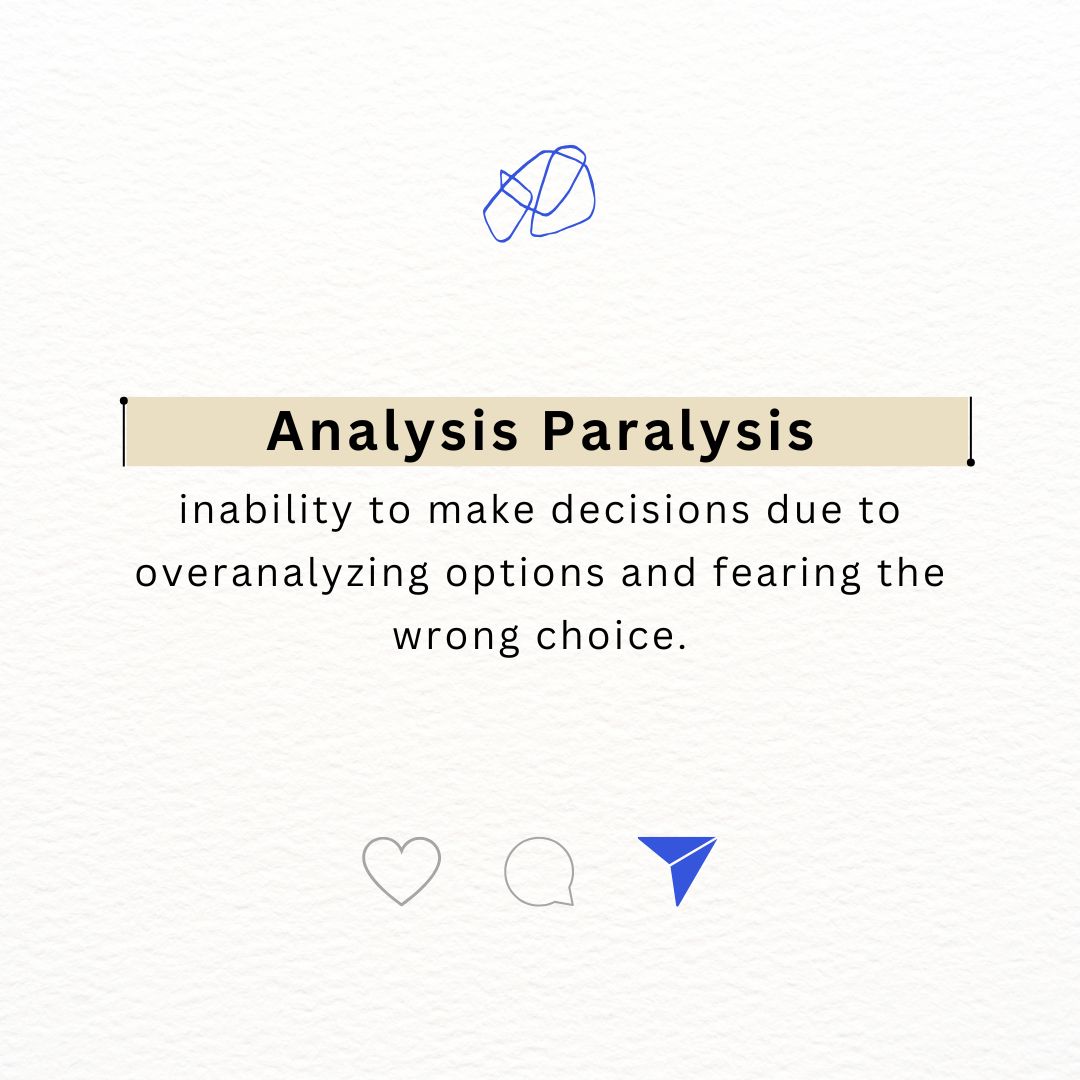 Analysis Paralysis
inability to make decisions due to
overanalyzing options and fearing the
wrong choice.